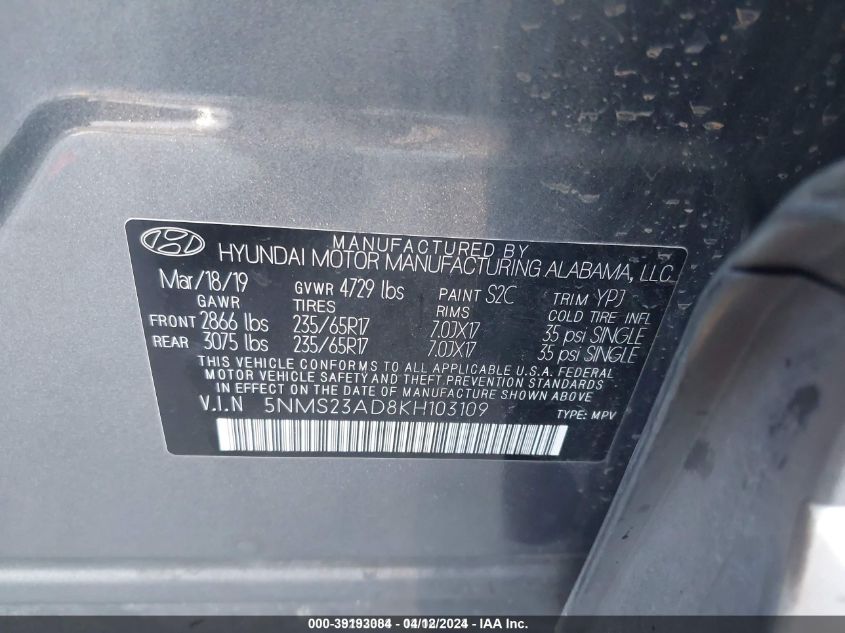 MANUFACTURED BY
HYUNDAI MOTOR MANUFACTURING ALABAMA, LLC.
Mar/18/19 GVWR 4729 lbs PAINT S2C TRIM YPJ
GAWR TIRES RIMS COLD TIRE INFL
FRONT 2866 lbs 235/65R17 7.0JX17 35 psi SINGLE
REAR 3075 lbs 235/65R17 7.0JX17 35 psi SINGLE
THIS VEHICLE CONFORMS TO ALL APPLICABLE U.S.A. FEDERAL
MOTOR VEHICLE SAFETY AND THEFT PREVENTION STANDARDS
IN EFFECT ON THE DATE OF MANUFACTURE SHOWN ABOVE
V.I.N 5NMS23AD8KH103109 TYPE: MPV
000-39193084 - 04/12/2024 - IAA Inc.